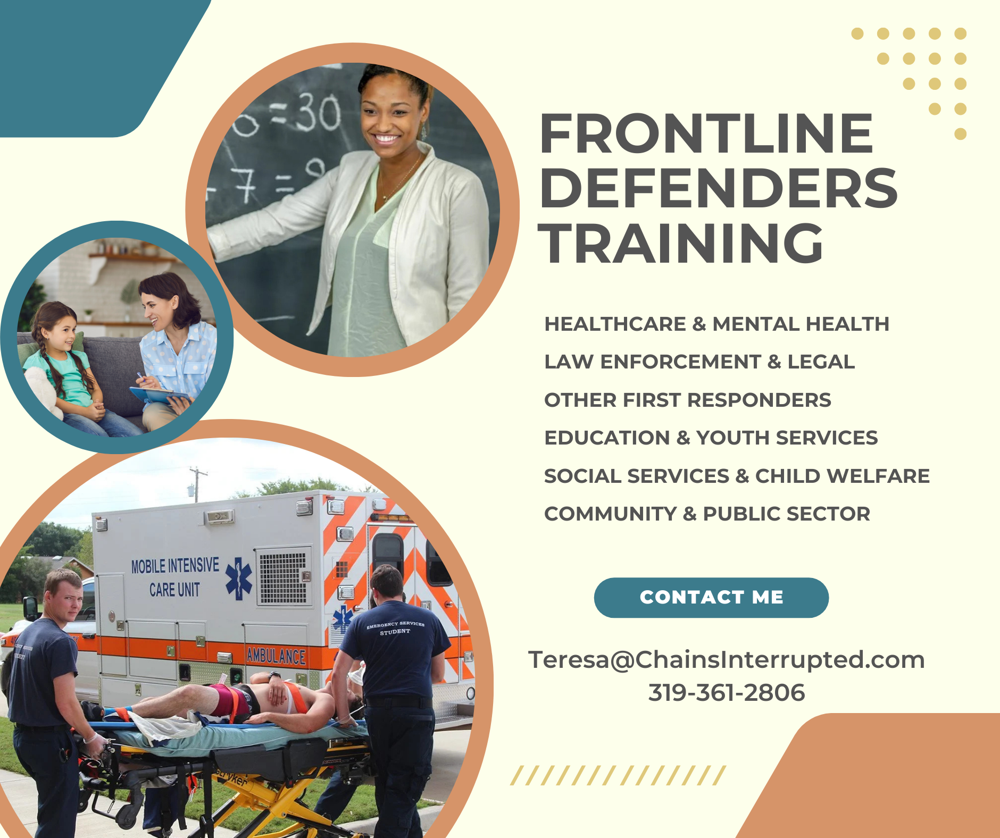 FRONTLINE
DEFENDERS
TRAINING
HEALTHCARE & MENTAL HEALTH
LAW ENFORCEMENT & LEGAL
OTHER FIRST RESPONDERS
EDUCATION & YOUTH SERVICES
SOCIAL SERVICES & CHILD WELFARE
COMMUNITY & PUBLIC SECTOR
CONTACT ME
Teresa@ChainsInterrupted.com
319-361-2806
= 30
7 =
MOBILE INTENSIVE
CARE UNIT
AMBULANCE
EMERGENCY SERVICES
STUDENT
stryker